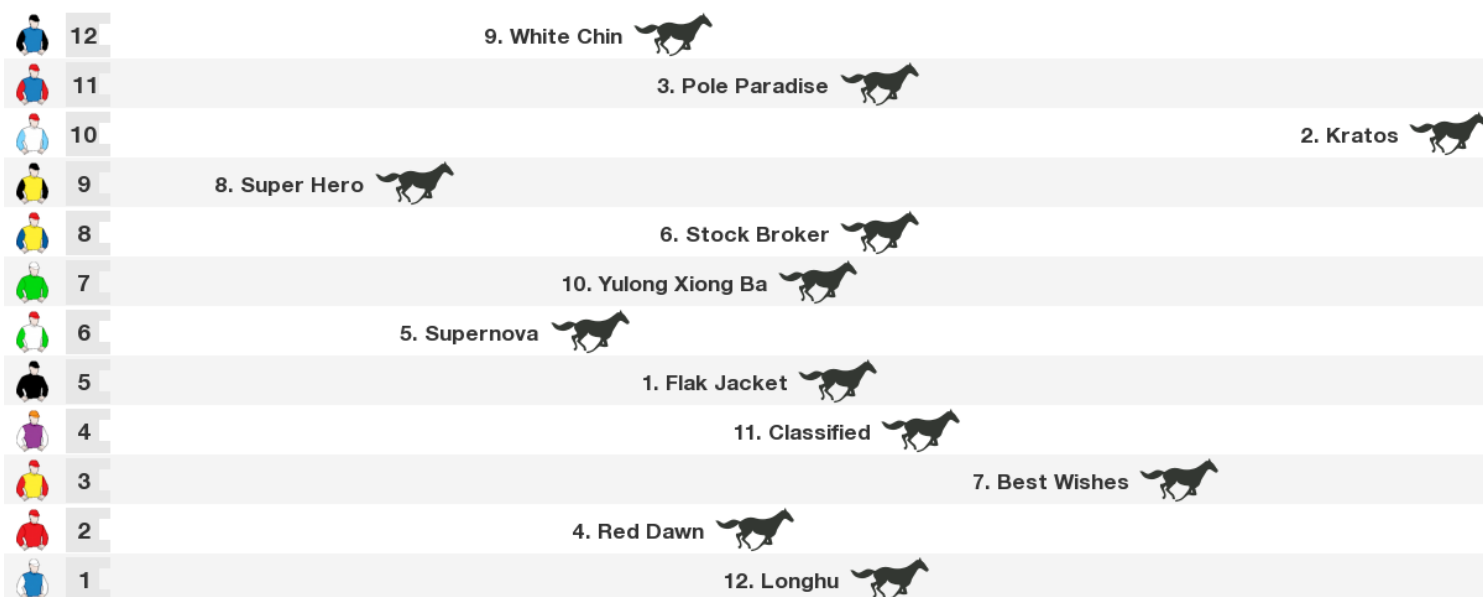 12 9. White Chin
11 3. Pole Paradise
10 2. Kratos
9 8. Super Hero
8 6. Stock Broker
7 10. Yulong Xiong Ba
6 5. Supernova
5 1. Flak Jacket
4 11. Classified
3 7. Best Wishes
2 4. Red Dawn
1 12. Longhu